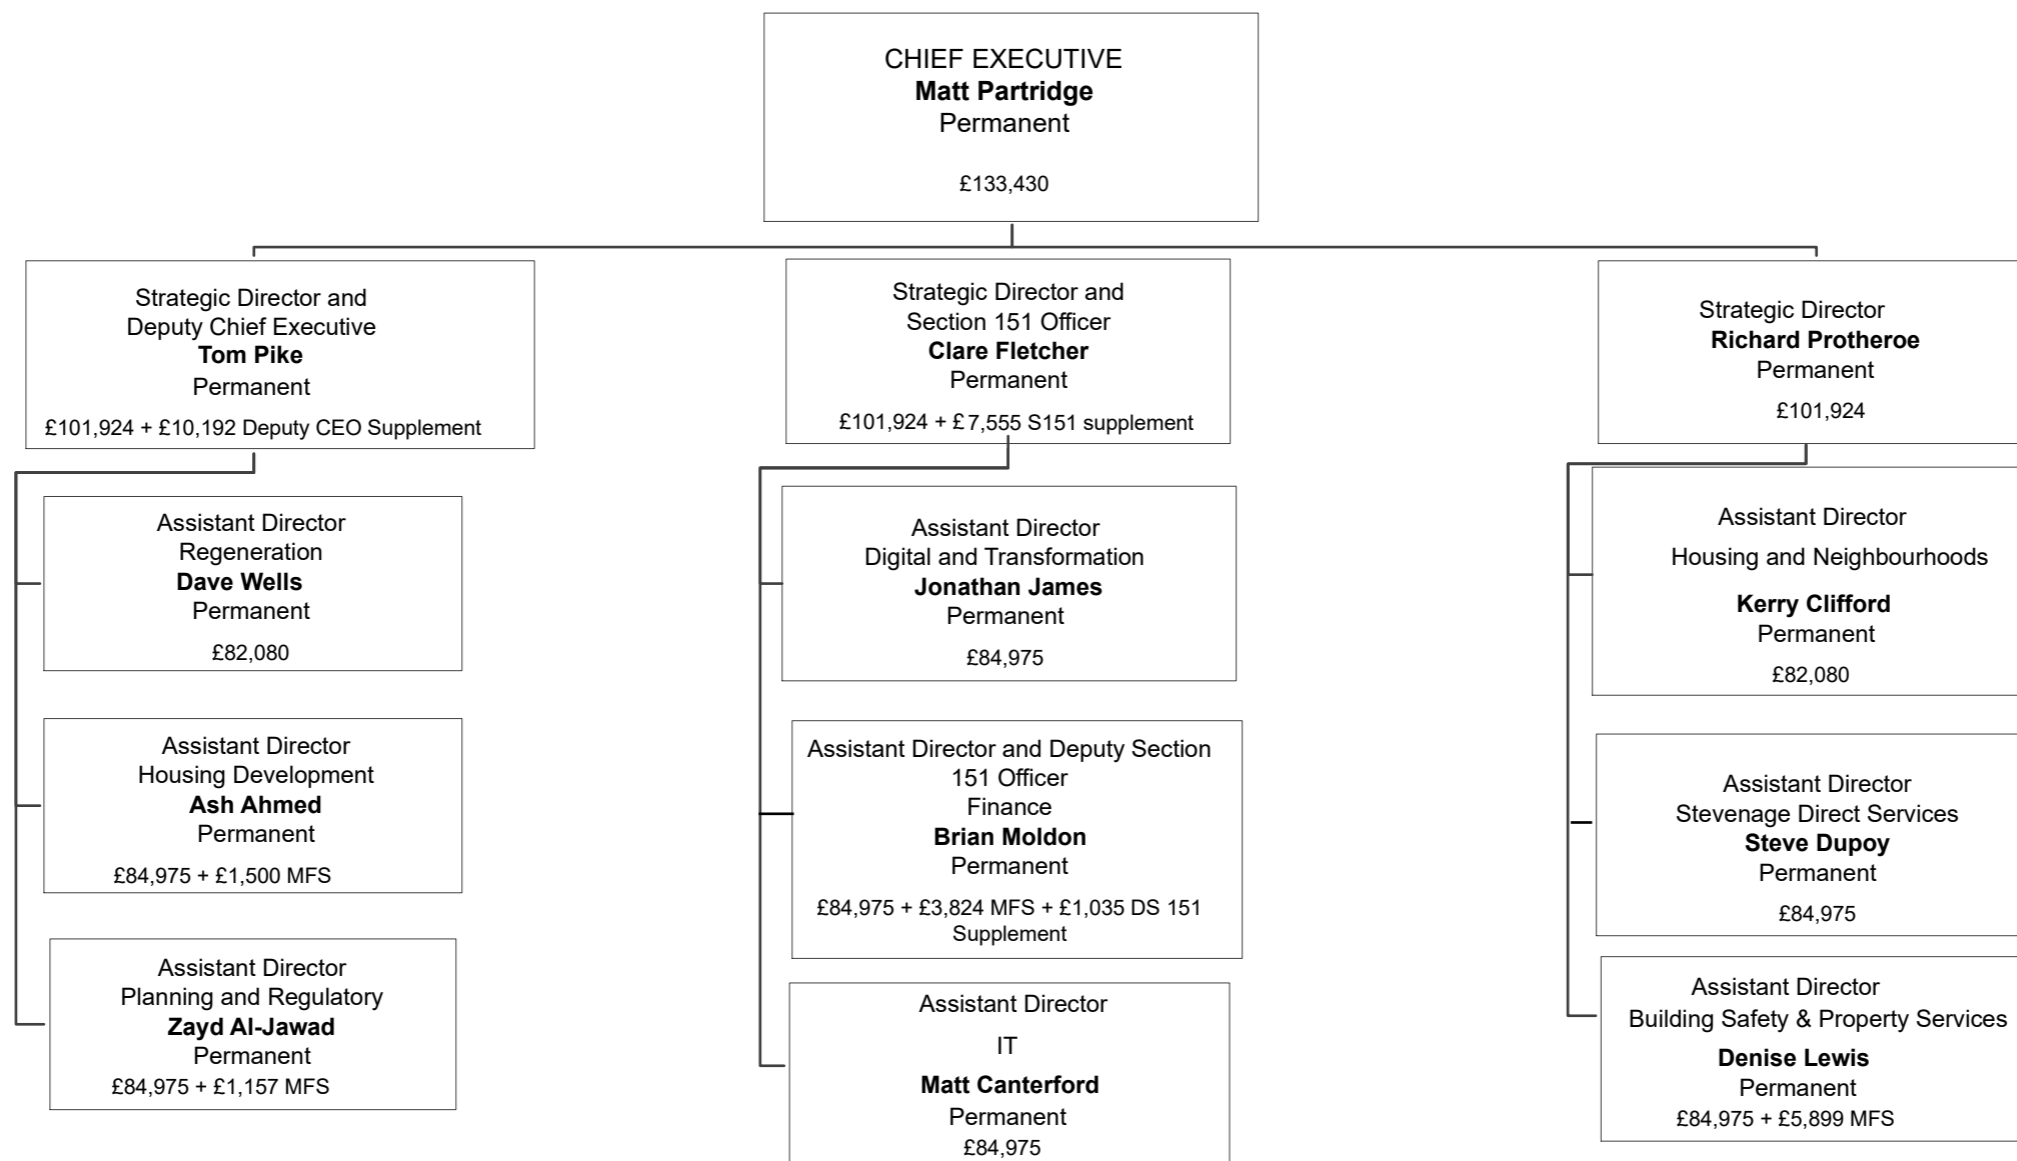 CHIEF EXECUTIVE
Matt Partridge
Permanent
£133,430
Strategic Director and
Deputy Chief Executive
Tom Pike
Permanent
£101,924 + £10,192 Deputy CEO Supplement
Strategic Director and
Section 151 Officer
Clare Fletcher
Permanent
£101,924 + £7,555 S151 supplement
Strategic Director
Richard Protheroe
Permanent
£101,924
Assistant Director
Regeneration
Dave Wells
Permanent
£82,080
Assistant Director
Housing Development
Ash Ahmed
Permanent
£84,975 + £1,500 MFS
Assistant Director
Planning and Regulatory
Zayd Al-Jawad
Permanent
£84,975 + £1,157 MFS
Assistant Director
Digital and Transformation
Jonathan James
Permanent
£84,975
Assistant Director and Deputy Section
151 Officer
Finance
Brian Moldon
Permanent
£84,975 + £3,824 MFS + £1,035 DS 151
Supplement
Assistant Director
IT
Matt Canterford
Permanent
£84,975
Assistant Director
Housing and Neighbourhoods
Kerry Clifford
Permanent
£82,080
Assistant Director
Stevenage Direct Services
Steve Dupoy
Permanent
£84,975
Assistant Director
Building Safety & Property Services
Denise Lewis
Permanent
£84,975 + £5,899 MFS